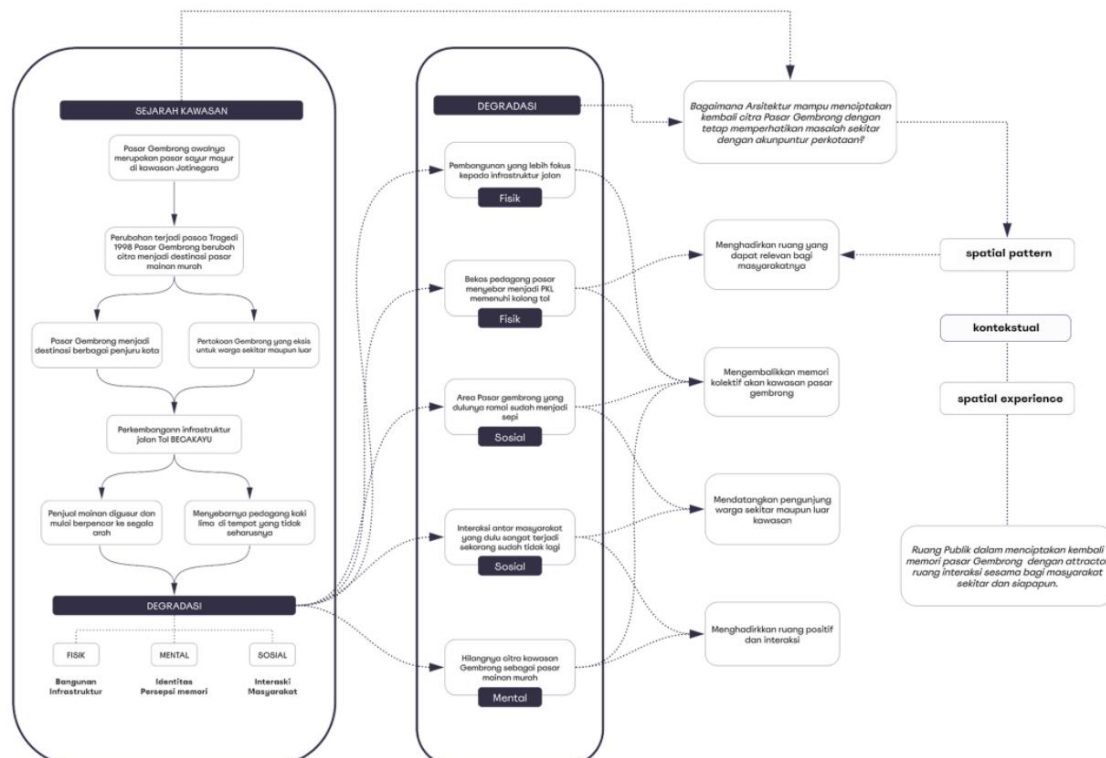 SEJARAH KAWASAN
Pasar Gembrong awalnya
merupakan pasar sayur mayur
di kawasan Jatinegara
Perubahan terjadi pasca Tragedi
1998 Pasar Gembrong berubah
citra menjadi destinasi pasar
mainan murah
Pasar Gembrong menjadi
destinasi berbagai penjuru kota
Pertokoan Gembrong yang eksis
untuk warga sekitar maupun luar
Perkembangann infrastruktur
jalan Tol BECAKAYU
Penjual mainan digusur dan
mulai berpencar ke segala
arah
Menyebarnya pedagang kaki
lima di tempat yang tidak
seharusnya
DEGRADASI
FISIK
MENTAL
SOSIAL
Bangunan
Infrastruktur
Identitas
Persepsi memori
Interaski
Masyarakat
DEGRADASI
Pembangunan yang lebih fokus
kepada infrastruktur jalan
Fisik
Bekas pedagang pasar
menyebar menjadi PKL
memenuhi kolong tol
Fisik
Area Pasar gembrong yang
dulunya ramai sudah menjadi
sepi
Sosial
Interaksi antar masyarakat
yang dulu sangat terjadi
sekarang sudah tidak lagi
Sosial
Hilangnya citra kawasan
Gembrong sebagai pasar
mainan murah
Mental
Bagaimana Arsitektur mampu menciptakan
kembali citra Pasar Gembrong dengan
tetap memperhatikan masalah sekitar
dengan akunpuntur perkotaan?
Menghadirkan ruang yang
dapat relevan bagi
masyarakatnya
Mengembalikkan memori
kolektif akan kawasan pasar
gembrong
Mendatangkan pengunjung
warga sekitar maupun luar
kawasan
Menghadirkkan ruang positif
dan interaksi
spatial pattern
kontekstual
spatial experience
Ruang Publik dalam menciptakan kembali
memori pasar Gembrong dengan attracto
ruang interaksi sesama bagi masyarakat
sekitar dan siapapun.